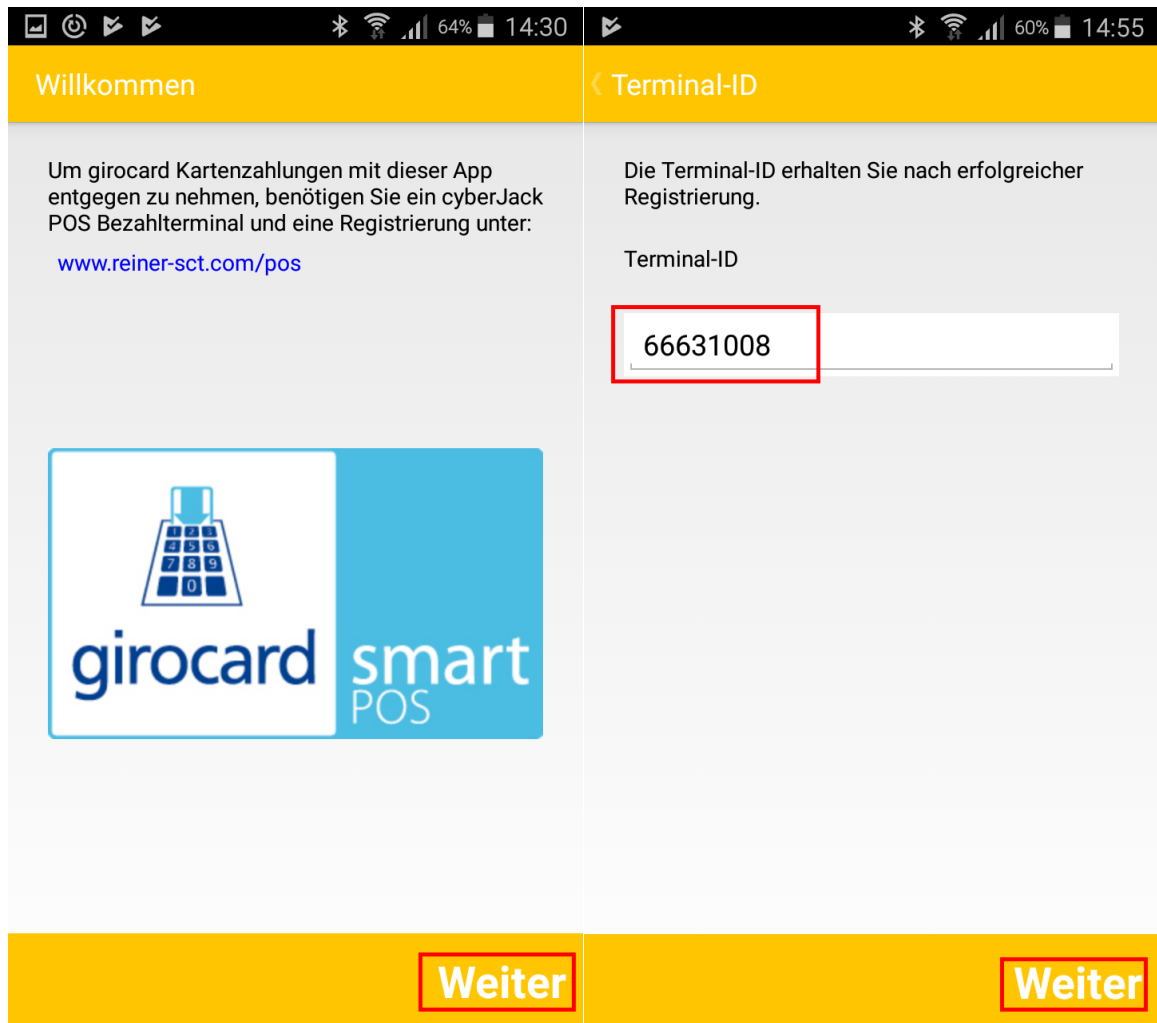 64% 14:30
Willkommen
Um girocard Kartenzahlungen mit dieser App
entgegen zu nehmen, benötigen Sie ein cyberJack
POS Bezahlterminal und eine Registrierung unter:
www.reiner-sct.com/pos
1 2 3
4 5 6
7 8 9
0
girocard
smart
POS
Weiter
60% 14:55
Terminal-ID
Die Terminal-ID erhalten Sie nach erfolgreicher
Registrierung.
Terminal-ID
66631008
Weiter